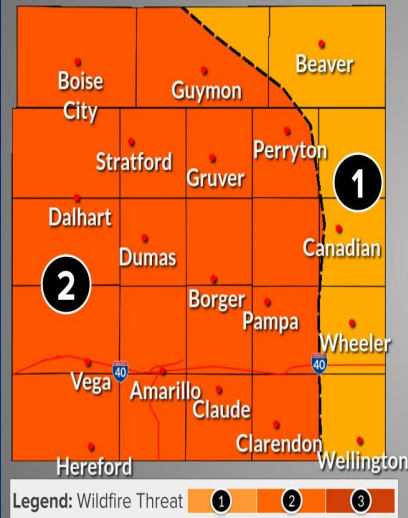 Boise
City
Guymon
Beaver
Stratford
Gruver
Perryton
1
Dalhart
Dumas
Canadian
2
Borger
Pampa
Wheeler
40
40
Vega
Amarillo
Claude
Clarendon
Hereford
Wellington
Legend: Wildfire Threat 1 2 3